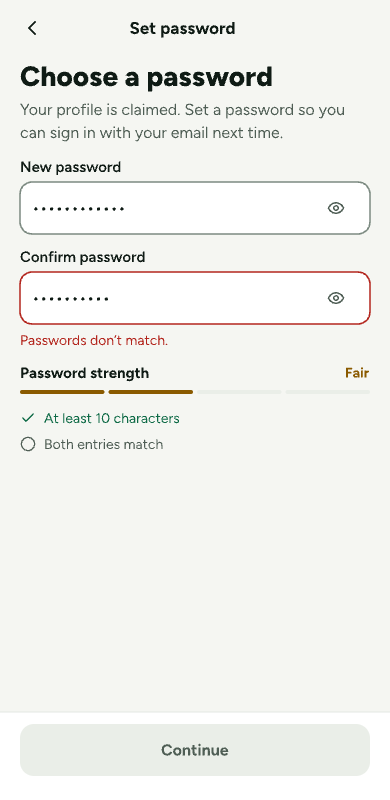 Set password
Choose a password
Your profile is claimed. Set a password so you
can sign in with your email next time.
New password
••••••••••••
Confirm password
••••••••••
Passwords don’t match.
Password strength
Fair
At least 10 characters
Both entries match
Continue